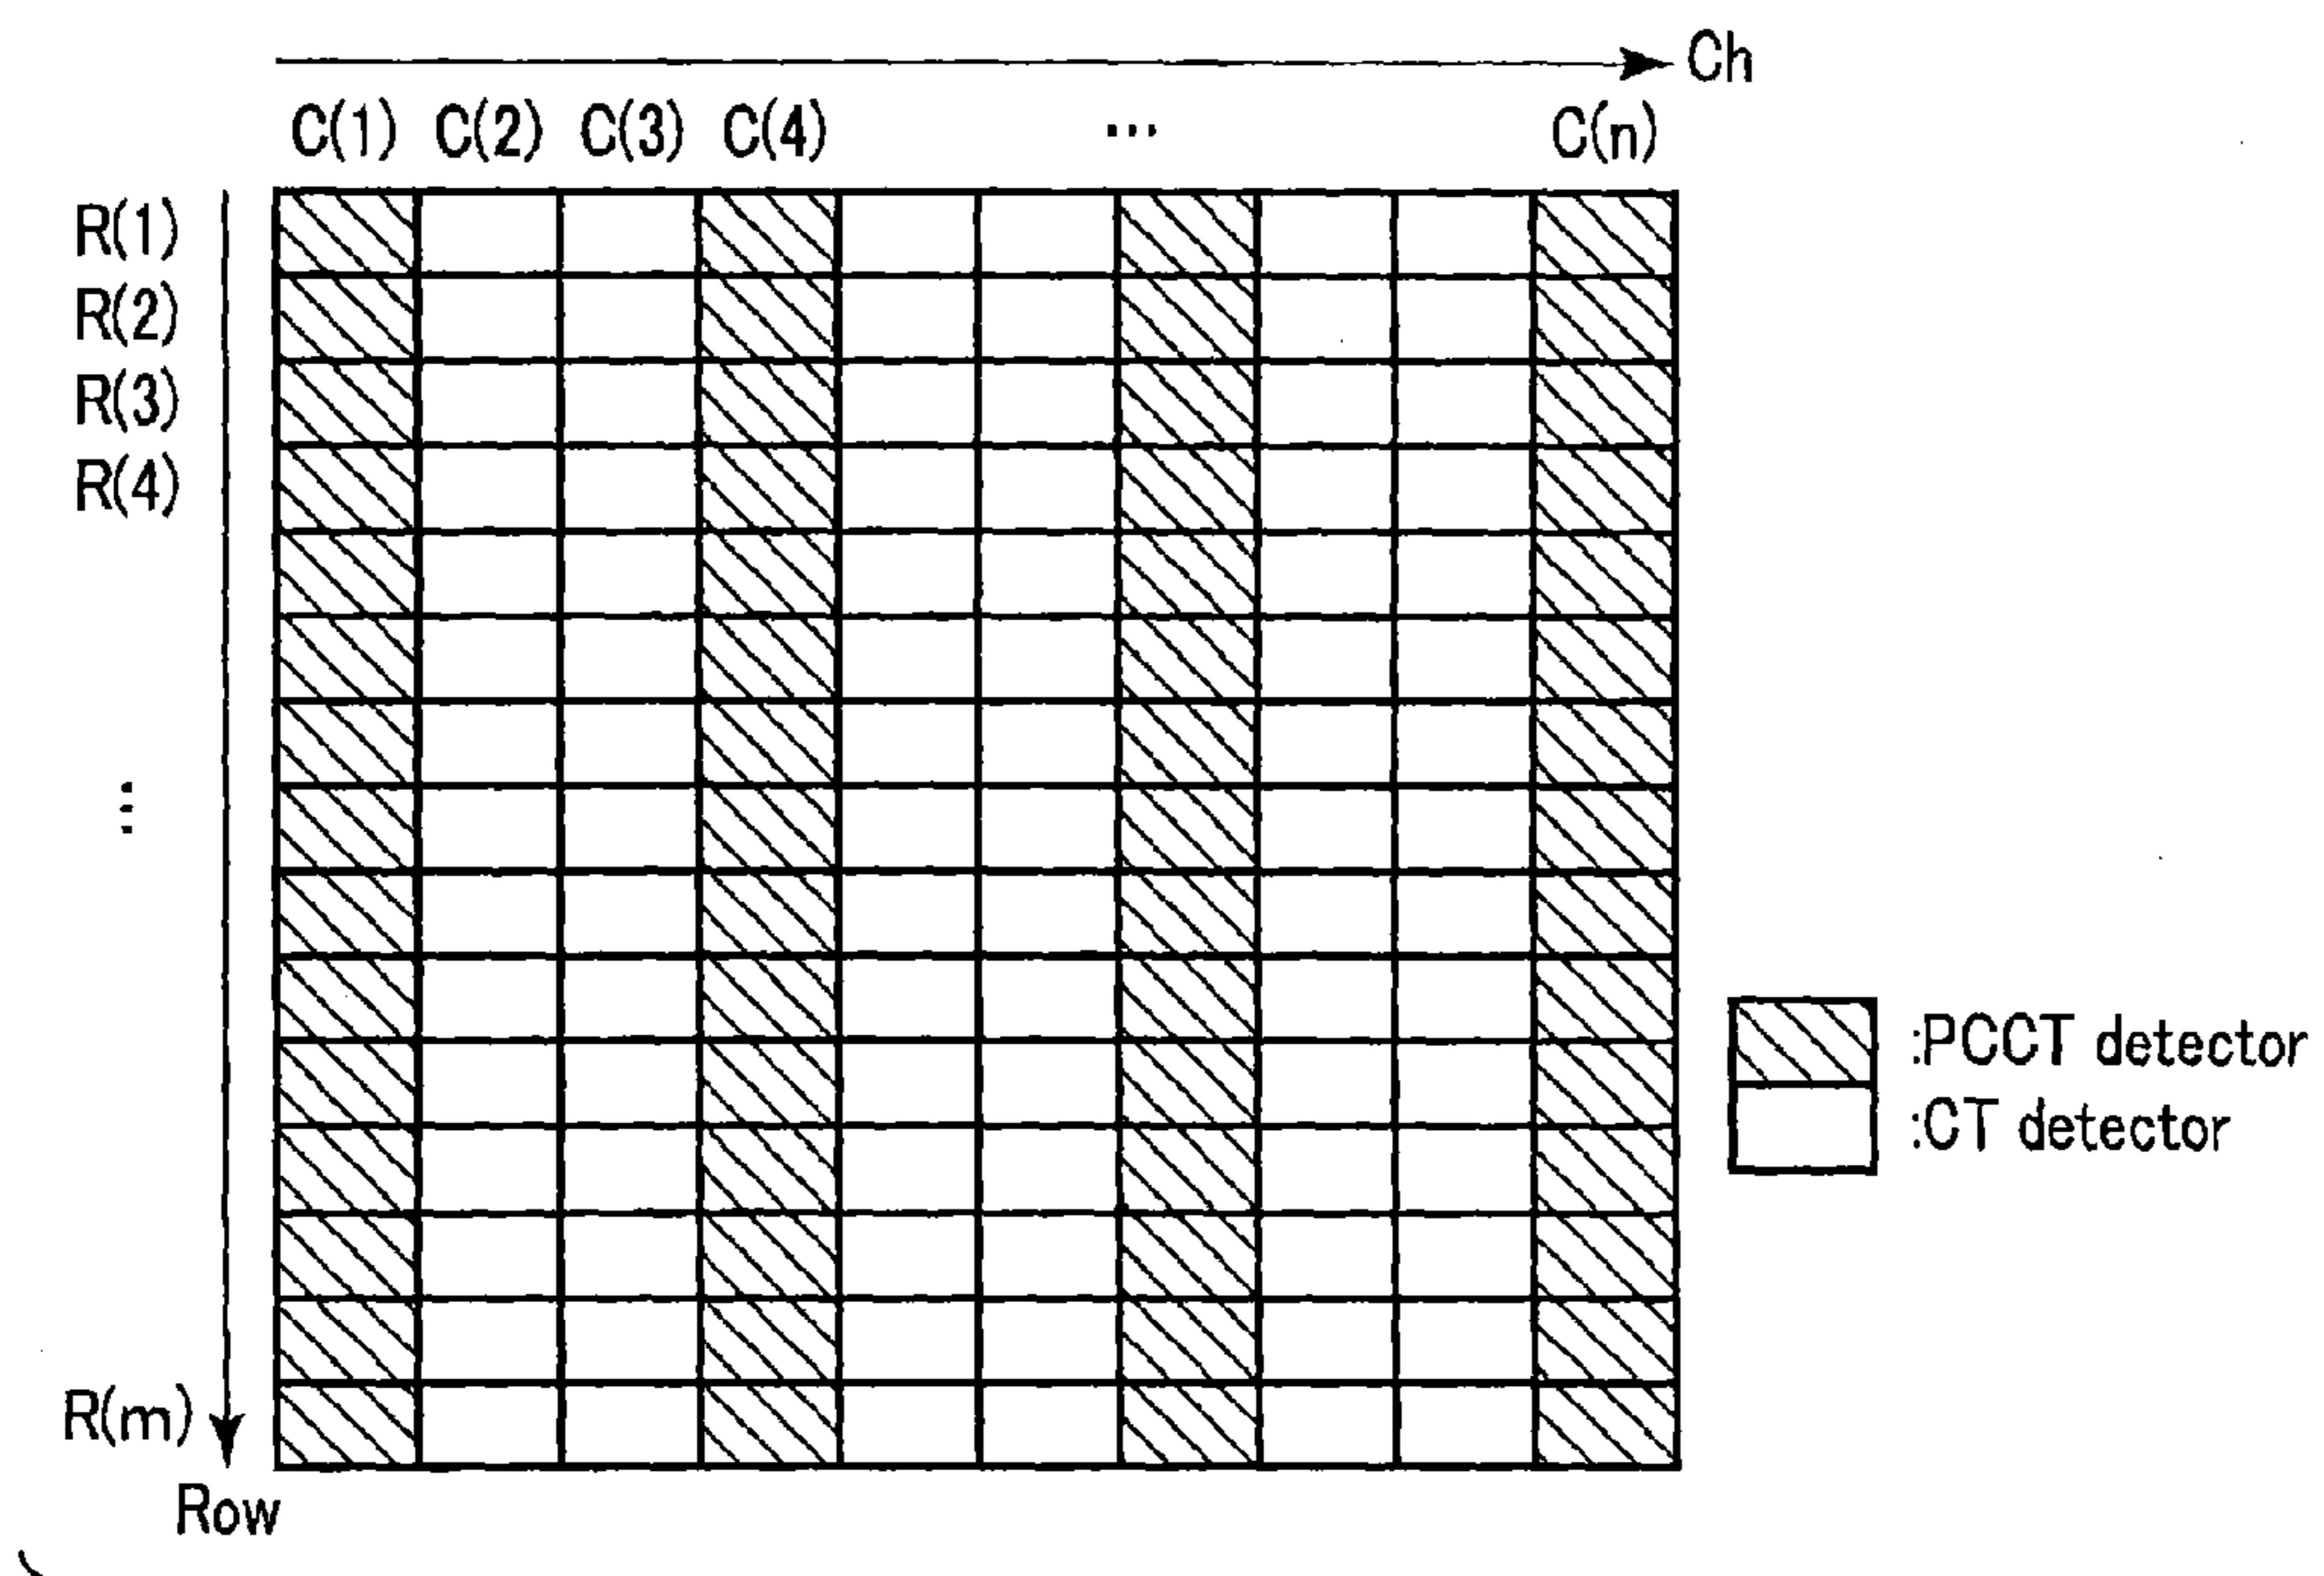 Ch
C(1) C(2) C(3) C(4) ... C(n)
R(1)
R(2)
R(3)
R(4)
⋮
R(m)
Row
:PCCT detector
:CT detector